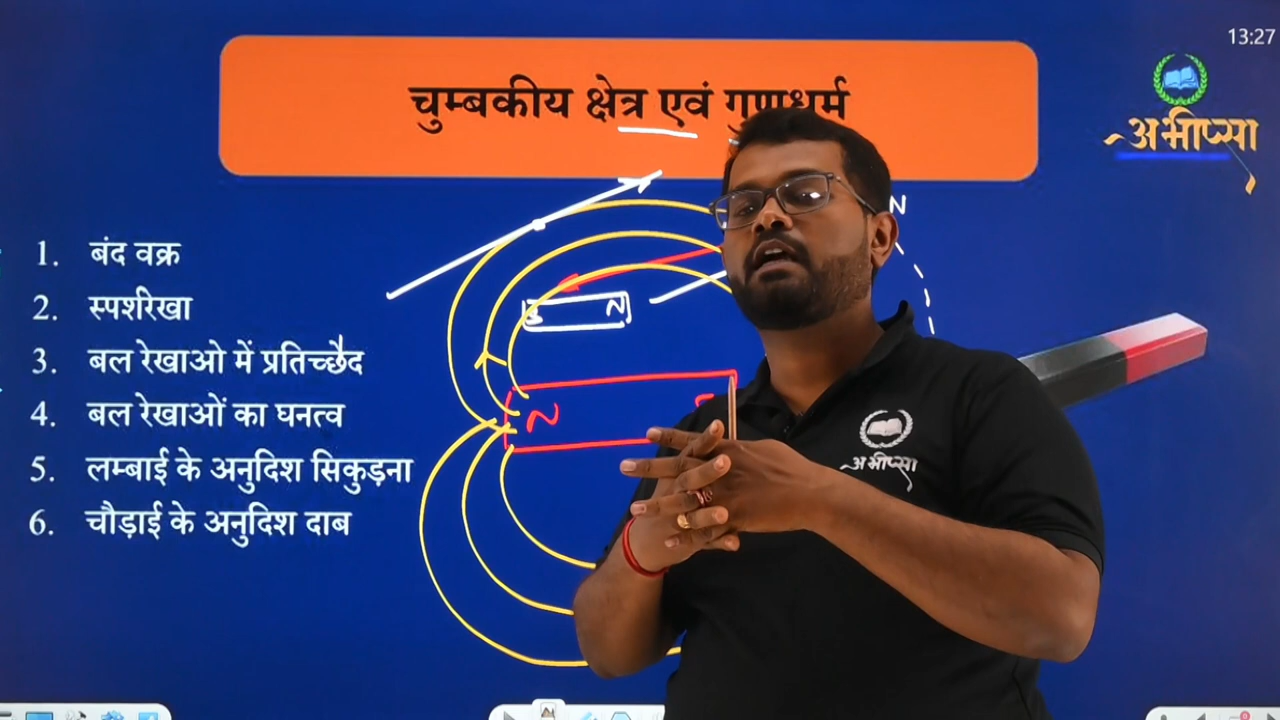 13:27
चुम्बकीय क्षेत्र एवं गुणधर्म
अभीप्सा
1. बंद वक्र
2. स्पर्शरेखा
3. बल रेखाओ में प्रतिच्छेद
4. बल रेखाओं का घनत्व
5. लम्बाई के अनुदिश सिकुड़ना
6. चौड़ाई के अनुदिश दाब
N
S N
N
अभीप्सा